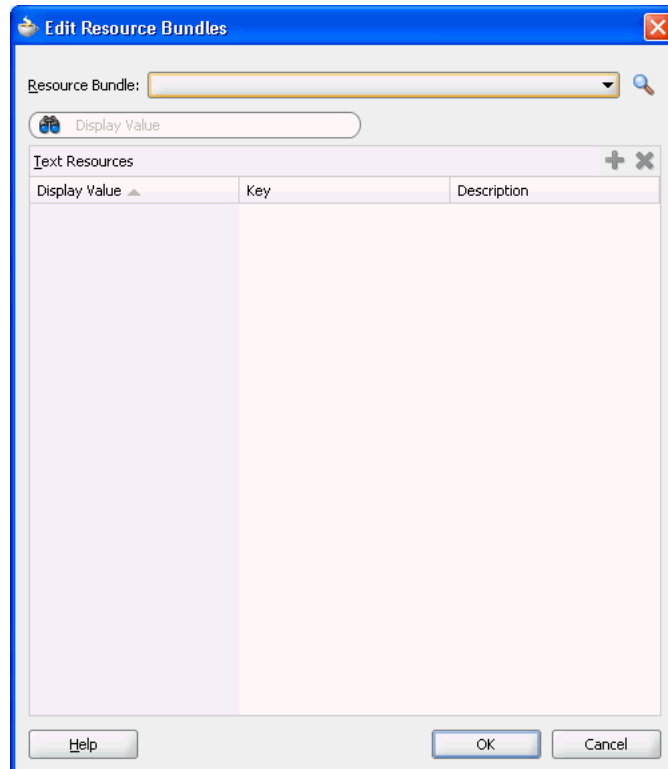 Edit Resource Bundles
Resource Bundle:
Display Value
Text Resources
Display Value Key Description
Help OK Cancel